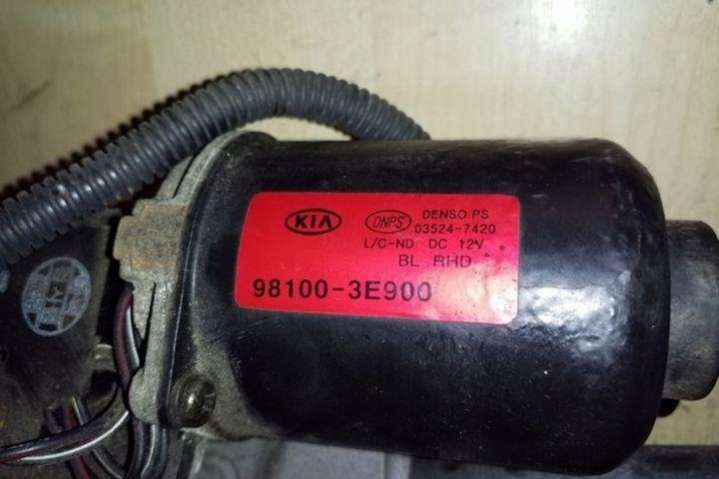 KIA
DNPS
DENSO PS
03524-7420
L/C-ND DC 12V
BL RHD
98100-3E900